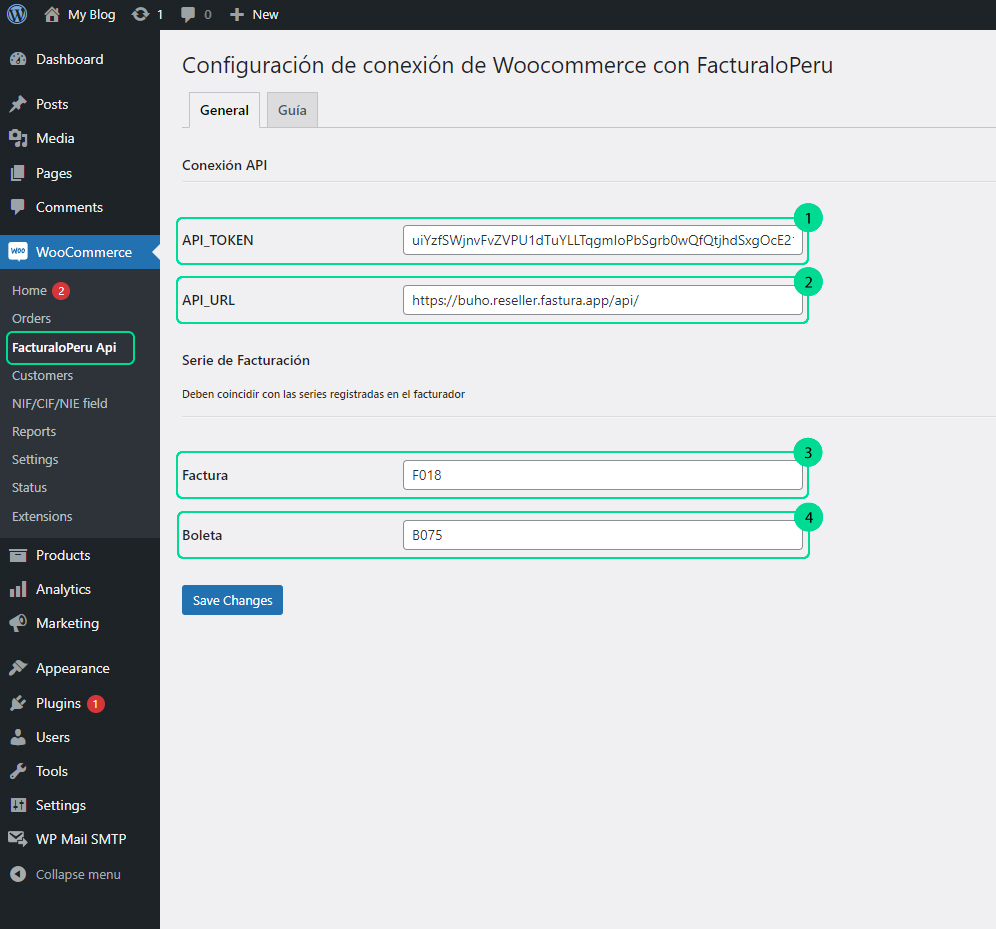 My Blog 1 0 New
Dashboard
Posts
Media
Pages
Comments
WooCommerce
Home 2
Orders
FacturaloPeru Api
Customers
NIF/CIF/NIE field
Reports
Settings
Status
Extensions
Products
Analytics
Marketing
Appearance
Plugins 1
Users
Tools
Settings
WP Mail SMTP
Collapse menu
Configuración de conexión de Woocommerce con FacturaloPeru
General Guía
Conexión API
1
API_TOKEN
2
API_URL https://buho.reseller.fastura.app/api/
Serie de Facturación
Deben coincidir con las series registradas en el facturador
3
Factura F018
4
Boleta B075
Save Changes